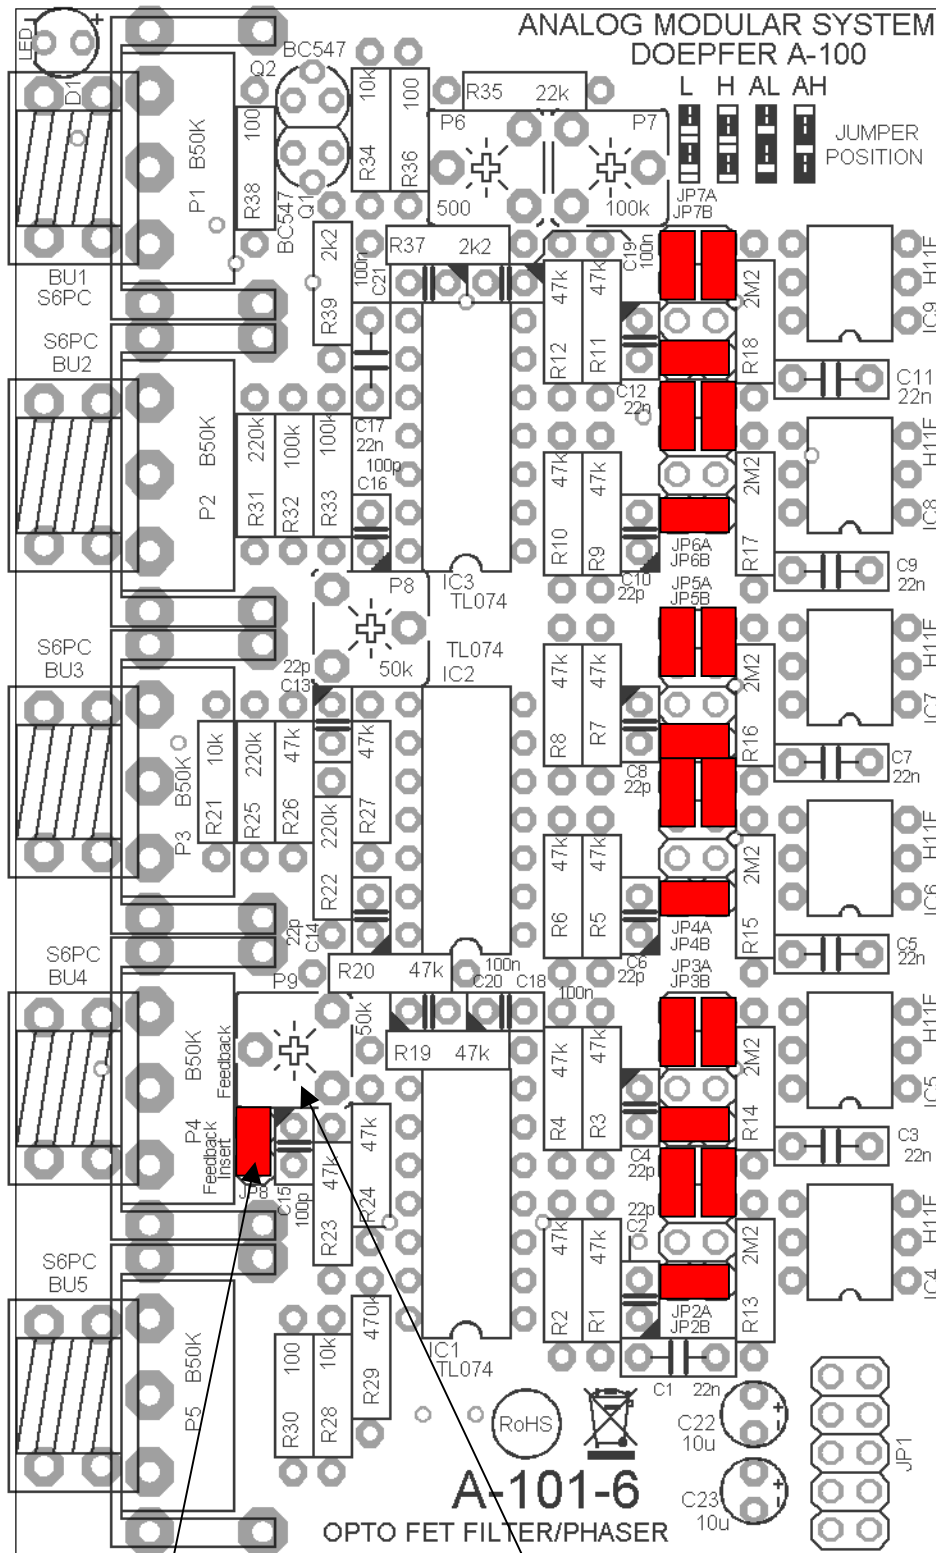 ANALOG MODULAR SYSTEM
DOEPFER A-100
L H AL AH
JUMPER
POSITION
LED
+
D1
BC547
Q2
BC547
Q1
P1
B50K
R38
100
R34
10k
R36
100
R35 22k
P6
500
P7
100k
JP7A
JP7B
BU1
S6PC
R39
2k2
100n
C21
R37 2k2
C19
100n
R12
47k
R11
47k
2M2
R18
H11F
IC9
C12
22n
C11
22n
S6PC
BU2
P2
B50K
R31
220k
R32
100k
R33
100k
C17
22n
100p
C16
IC3
TL074
R10
47k
R9
47k
2M2
R17
H11F
IC8
C10
22p
JP6A
JP6B
C9
22n
P8
50k
JP5A
JP5B
TL074
IC2
S6PC
BU3
P3
B50K
22p
C13
R21
10k
R25
220k
R26
47k
R22
220k
R27
47k
R8
47k
R7
47k
2M2
R16
H11F
IC7
C8
22p
C7
22n
R6
47k
R5
47k
2M2
R15
H11F
IC6
22p
C14
C6
22p
JP4A
JP4B
C5
22n
S6PC
BU4
P4
B50K
P9
50k
Feedback
Feedback
Insert
JP8
R20 47k
100n
C20
C18
100n
JP3A
JP3B
R19 47k
R4
47k
R3
47k
2M2
R14
H11F
IC5
C4
22p
C3
22n
C15
100p
R23
47k
R24
47k
22p
C2
R2
47k
R1
47k
2M2
R13
H11F
IC4
JP2A
JP2B
S6PC
BU5
P5
B50K
R30
100
R28
10k
R29
470k
IC1
TL074
C1 22n
RoHS
C22
10u
+
C23
10u
+
JP1
A-101-6
OPTO FET FILTER/PHASER